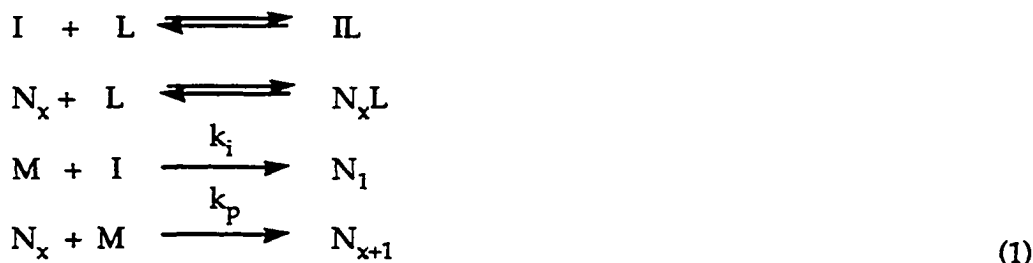 I + L ⇌ IL
Nₓ + L ⇌ NₓL
kᵢ
M + I → N₁
kₚ
Nₓ + M → Nₓ₊₁ (1)